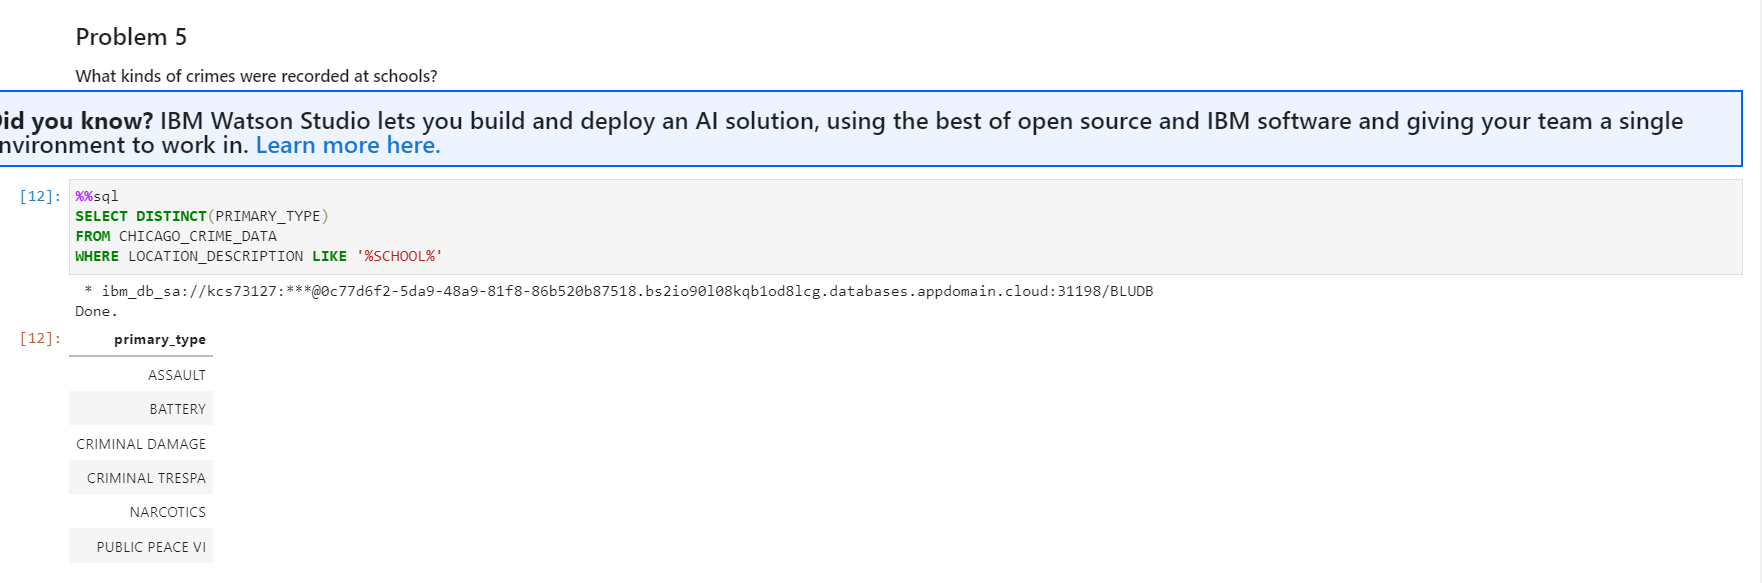 Problem 5
What kinds of crimes were recorded at schools?
id you know? IBM Watson Studio lets you build and deploy an AI solution, using the best of open source and IBM software and giving your team a single
nvironment to work in. Learn more here.
[12]: %%sql
SELECT DISTINCT(PRIMARY_TYPE)
FROM CHICAGO_CRIME_DATA
WHERE LOCATION_DESCRIPTION LIKE '%SCHOOL%'
* ibm_db_sa://kcs73127:***@0c77d6f2-5da9-48a9-81f8-86b520b87518.bs2io90l08kqb1od8lcg.databases.appdomain.cloud:31198/BLUDB
Done.
[12]: primary_type
ASSAULT
BATTERY
CRIMINAL DAMAGE
CRIMINAL TRESPA
NARCOTICS
PUBLIC PEACE VI